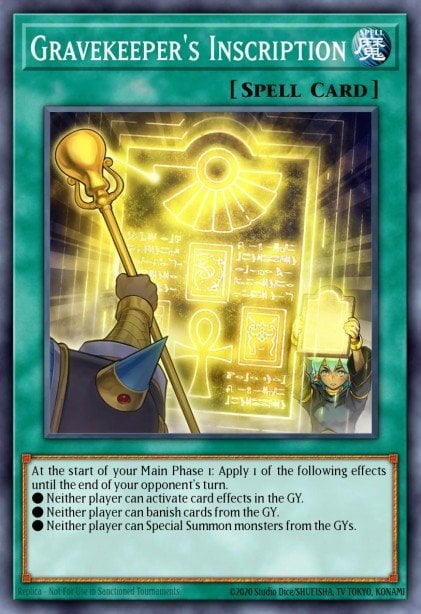 Gravekeeper's Inscription
SPELL
魔
[ Spell Card ]
At the start of your Main Phase 1: Apply 1 of the following effects
until the end of your opponent's turn.
● Neither player can activate card effects in the GY.
● Neither player can banish cards from the GY.
● Neither player can Special Summon monsters from the GYs.
Replica - Not For Use in Sanctioned Tournaments
©2020 Studio Dice/SHUEISHA, TV TOKYO, KONAMI